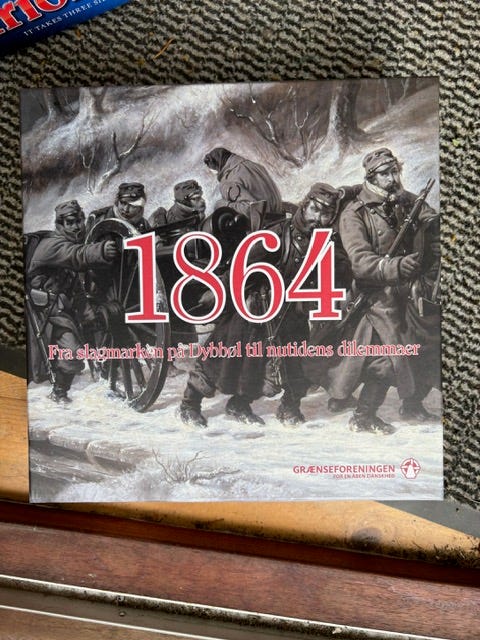 IT TAKES THREE
1864
Fra slagmarken på Dybbøl til nutidens dilemmaer
GRÆNSEFORENINGEN
FOR EN ÅBEN DANSKHED